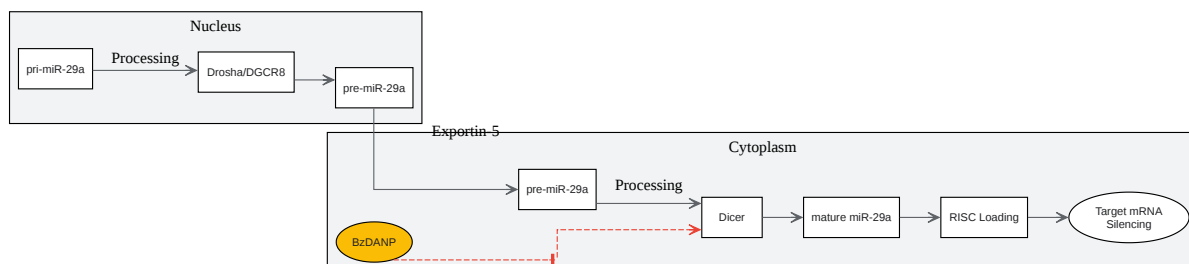 Nucleus
pri-miR-29a
Processing
Drosha/DGCR8
pre-miR-29a
Exportin-5
Cytoplasm
pre-miR-29a
Processing
Dicer
mature miR-29a
RISC Loading
Target mRNA
Silencing
BzDANP